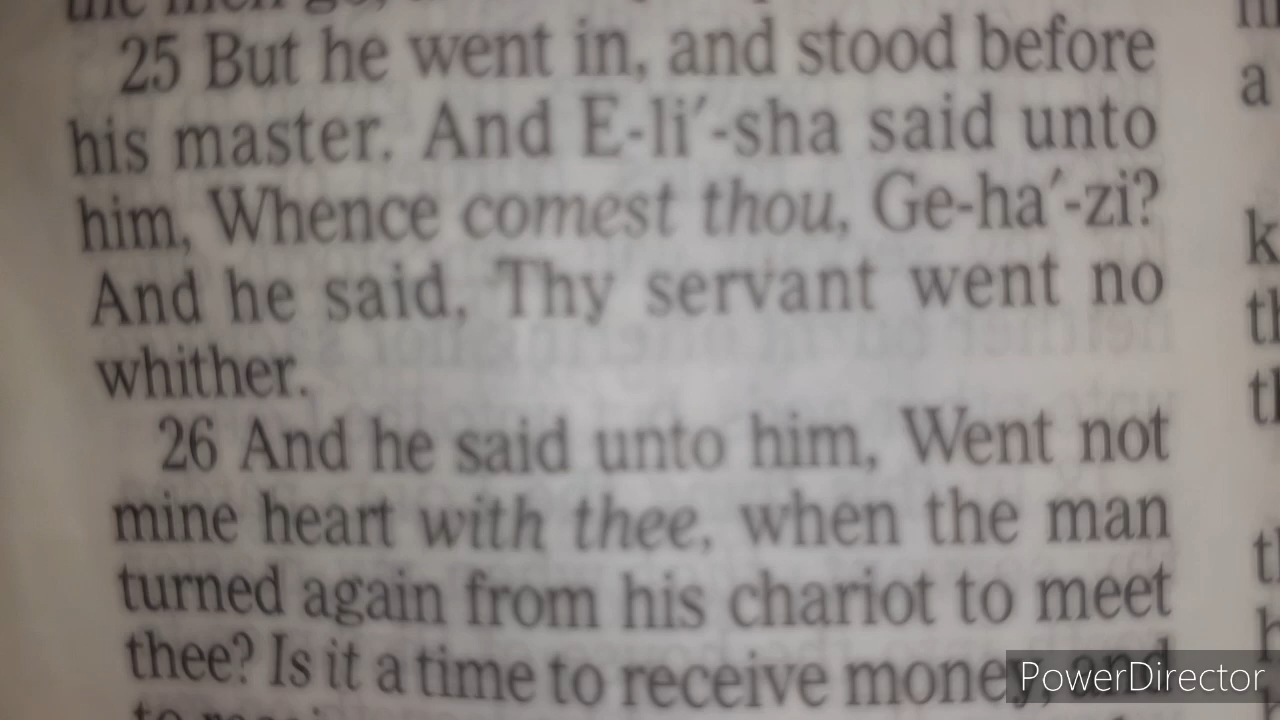 25 But he went in, and stood before
his master. And E-li′-sha said unto
him, Whence comest thou, Ge-ha′-zi?
And he said, Thy servant went no
whither.
26 And he said unto him, Went not
mine heart with thee, when the man
turned again from his chariot to meet
thee? Is it a time to receive money, and
a
PowerDirector